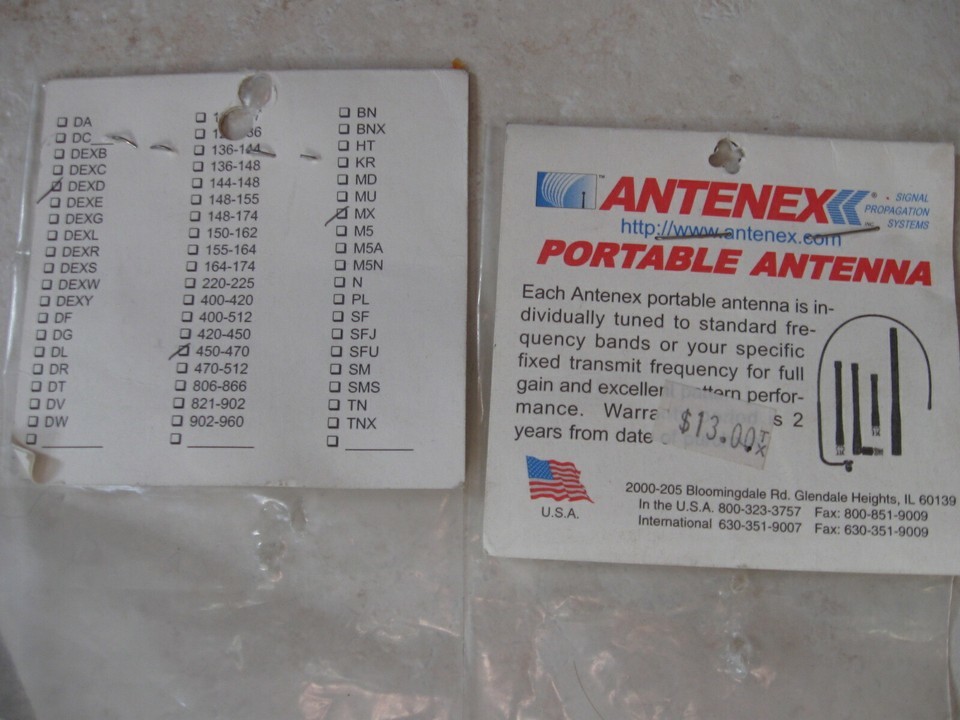 DA
DC___
DEXB
DEXC
DEXD
DEXE
DEXG
DEXL
DEXR
DEXS
DEXW
DEXY
DF
DG
DL
DR
DT
DV
DW
136-144
136-148
144-148
148-155
148-174
150-162
155-164
164-174
220-225
400-420
400-512
420-450
450-470
470-512
806-866
821-902
902-960
BN
BNX
HT
KR
MD
MU
MX
M5
M5A
M5N
N
PL
SF
SFJ
SFU
SM
SMS
TN
TNX
ANTENEX
SIGNAL
PROPAGATION
SYSTEMS
http://www.antenex.com
PORTABLE ANTENNA
Each Antenex portable antenna is in-
dividually tuned to standard fre-
quency bands or your specific
fixed transmit frequency for full
gain and excellent pattern perfor-
mance. 2
years from date
$13.00 TX
U.S.A.
2000-205 Bloomingdale Rd. Glendale Heights, IL 60139
In the U.S.A. 800-323-3757 Fax: 800-851-9009
International 630-351-9007 Fax: 630-351-9009